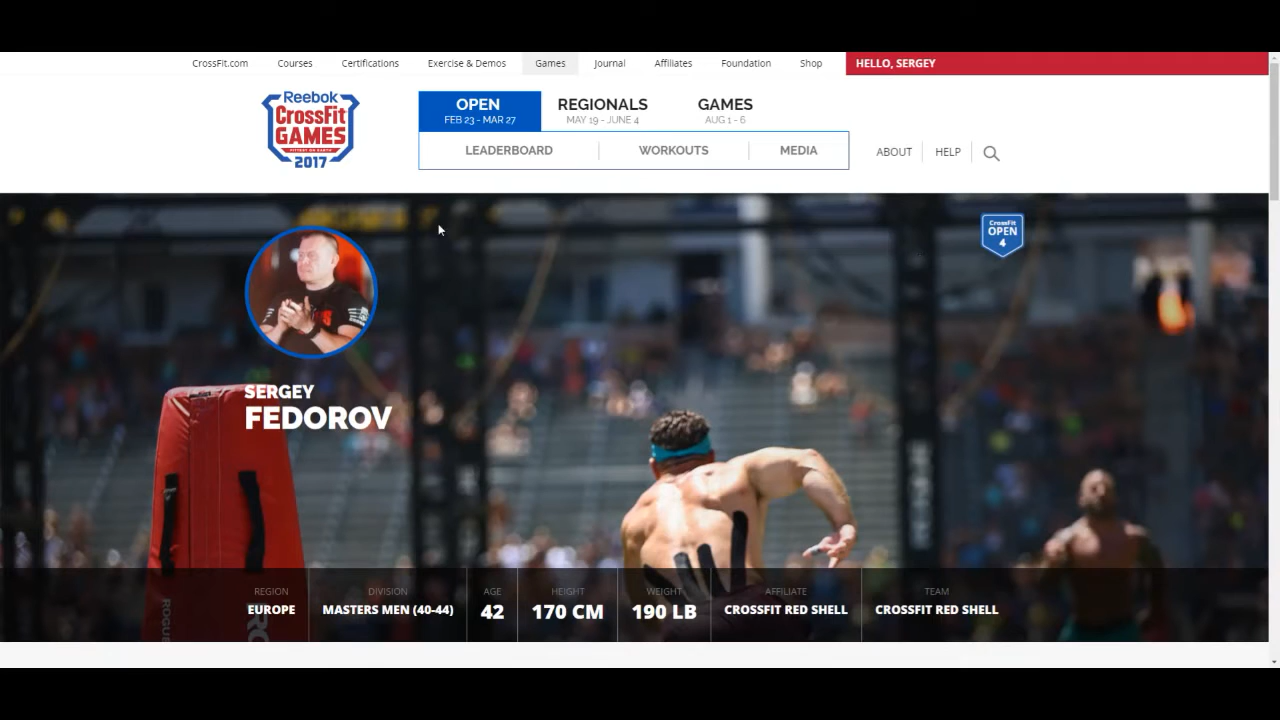 CrossFit.com Courses Certifications Exercise & Demos Games Journal Affiliates Foundation Shop HELLO, SERGEY
Reebok
CrossFit
GAMES
2017
OPEN REGIONALS GAMES
FEB 23 - MAR 27 MAY 19 - JUNE 4 AUG 1 - 6
LEADERBOARD WORKOUTS MEDIA
ABOUT HELP
CrossFit
OPEN
4
SERGEY
FEDOROV
REGION DIVISION AGE HEIGHT WEIGHT AFFILIATE TEAM
EUROPE MASTERS MEN (40-44) 42 170 CM 190 LB CROSSFIT RED SHELL CROSSFIT RED SHELL